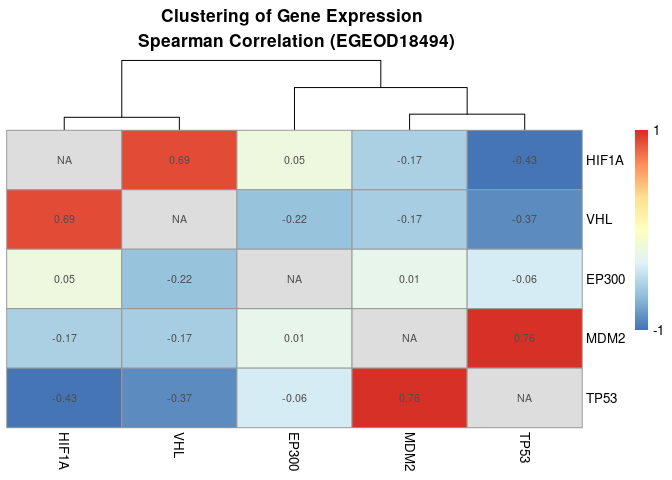 Clustering of Gene Expression
Spearman Correlation (EGEOD18494)
NA 0.69 0.05 -0.17 -0.43 HIF1A
0.69 NA -0.22 -0.17 -0.37 VHL
0.05 -0.22 NA 0.01 -0.06 EP300
-0.17 -0.17 0.01 NA 0.76 MDM2
-0.43 -0.37 -0.06 0.76 NA TP53
HIF1A VHL EP300 MDM2 TP53
1
-1